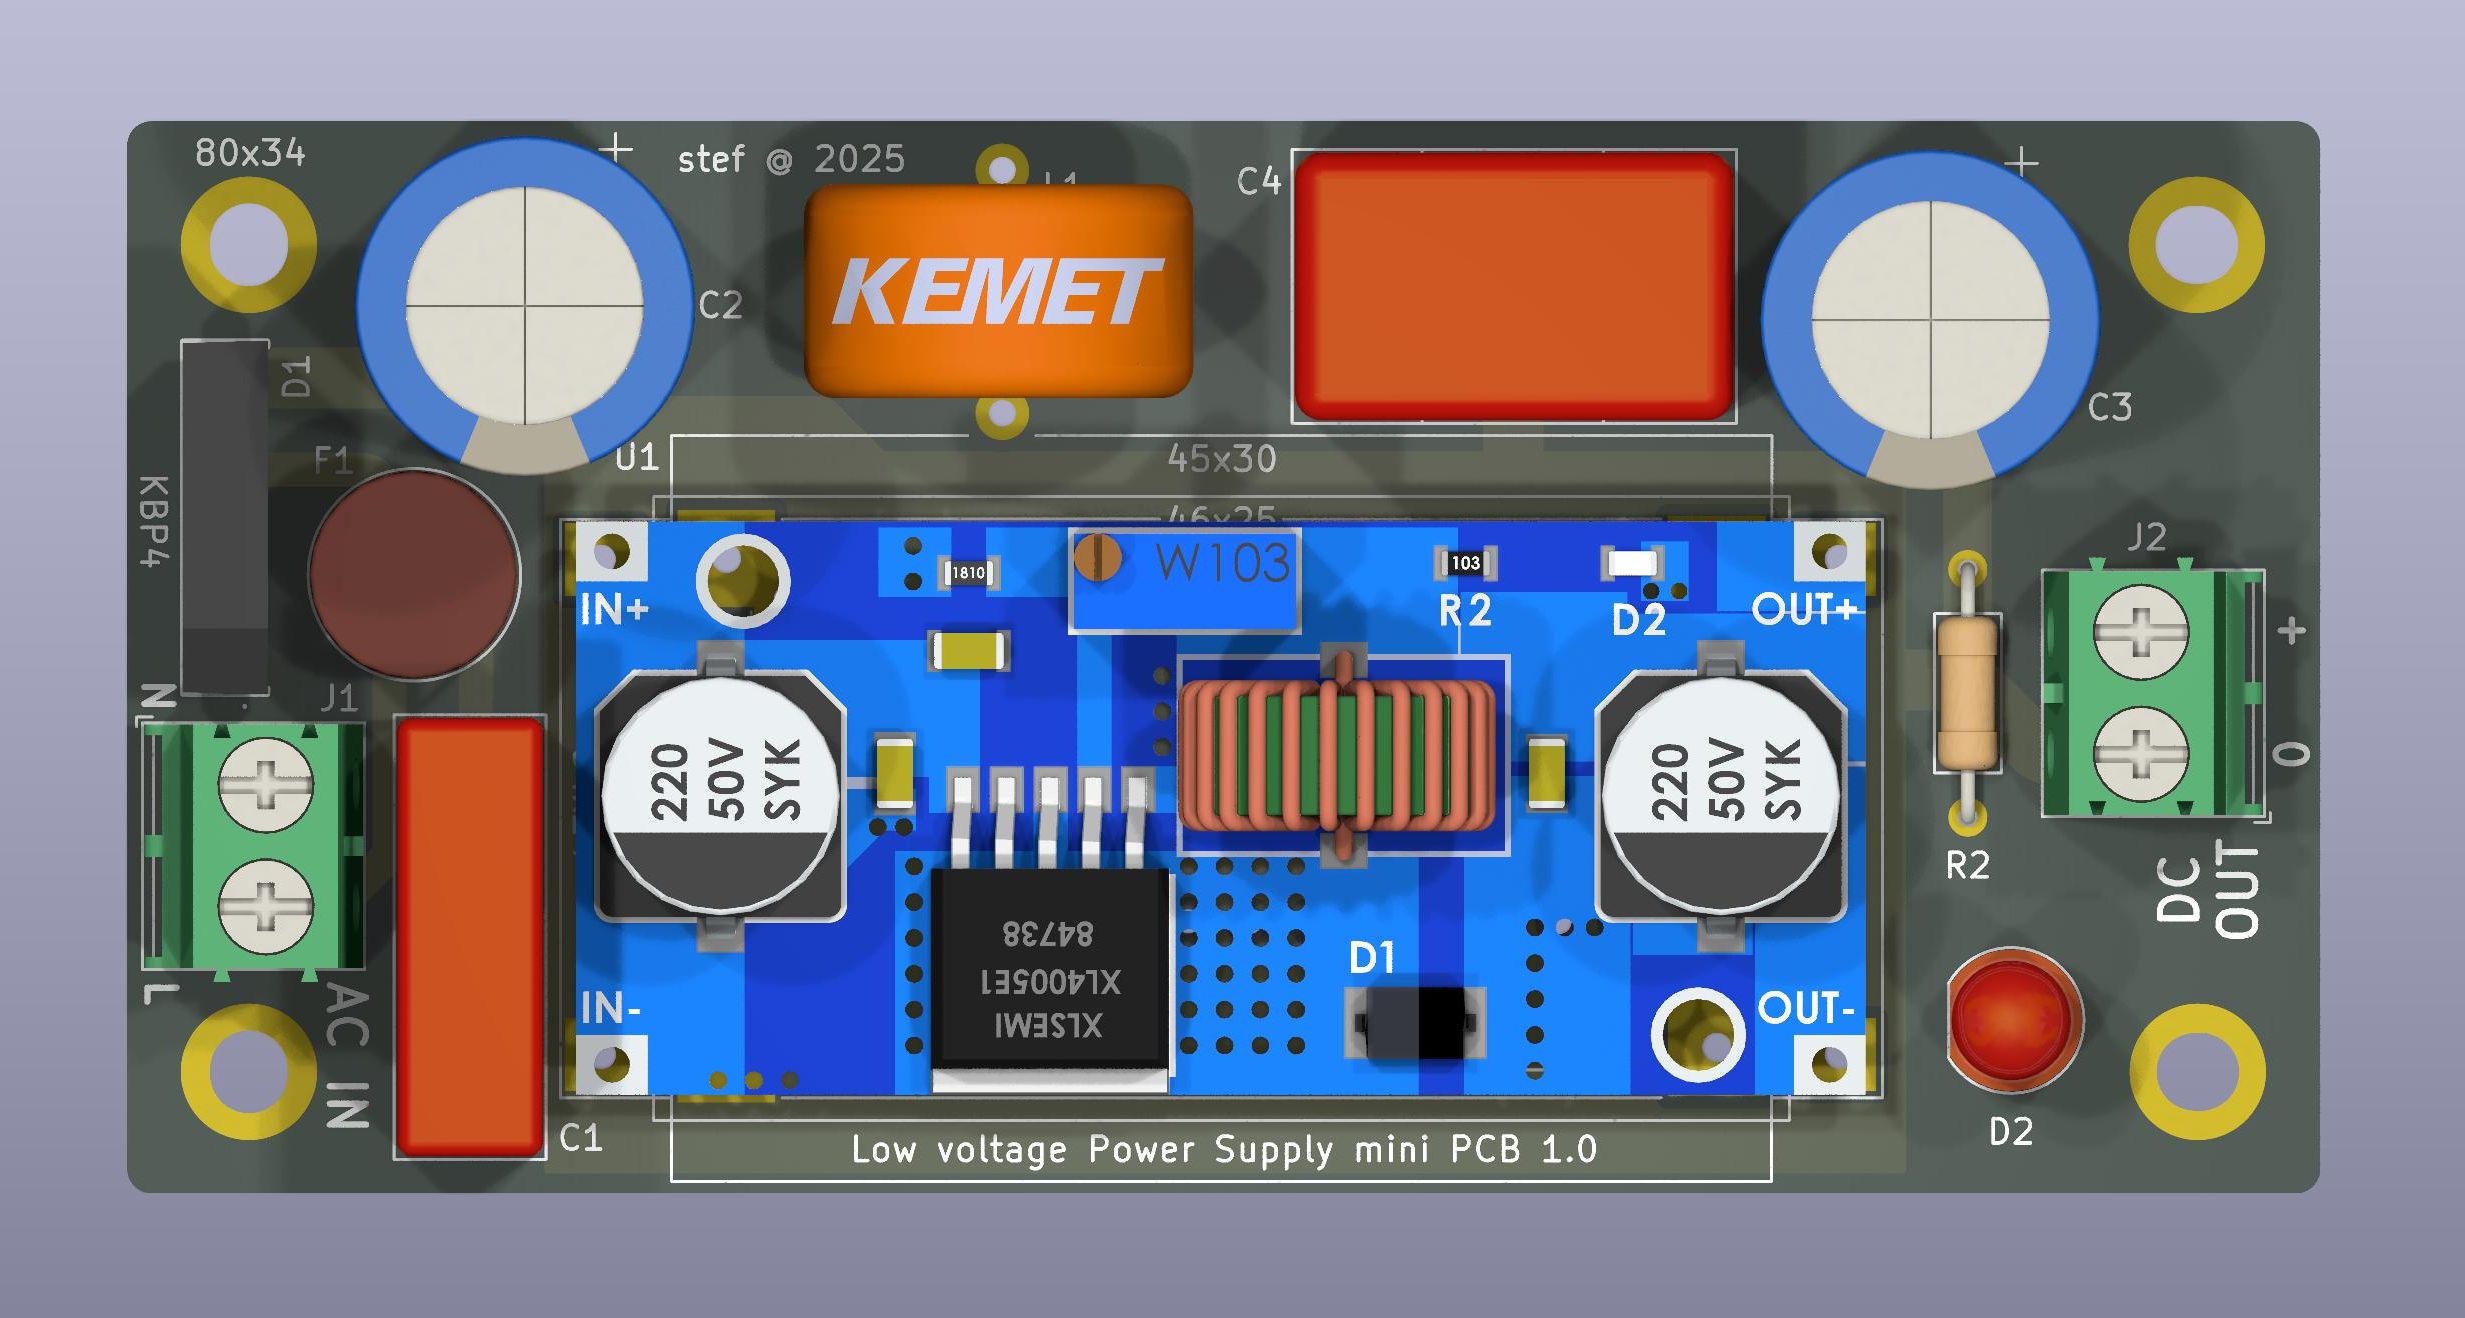 80x34
stef @ 2025
L1
C4
C2
KEMET
C3
D1
F1
U1
45x30
46x25
KBP4
J2
1810
W103
103
IN+
R2
D2
OUT+
+
N
J1
220
50V
SYK
220
50V
SYK
0
R2
DC
OUT
84738
XL4005E1
XLSEMI
D1
L
AC IN
IN-
OUT-
C1
Low voltage Power Supply mini PCB 1.0
D2